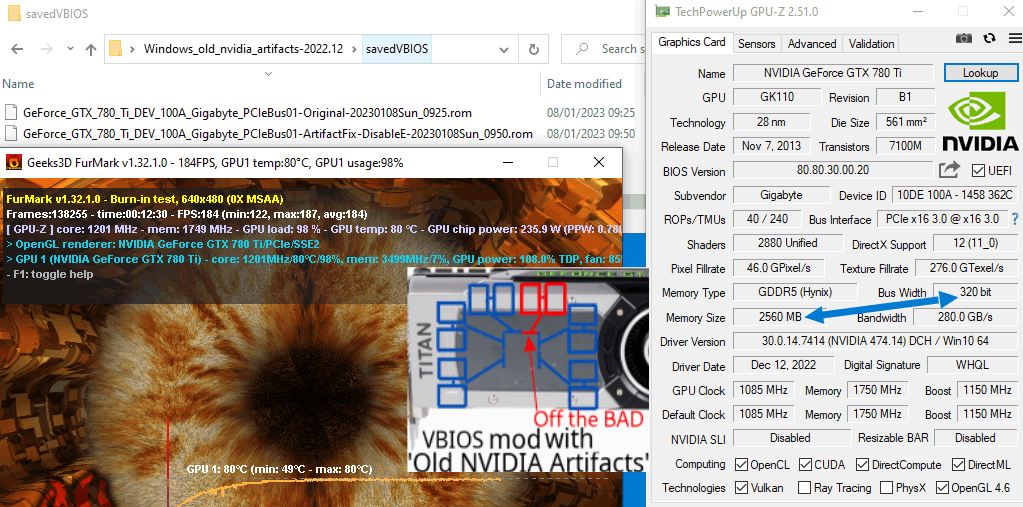 savedVBIOS
Windows_old_nvidia_artifacts-2022.12 > savedVBIOS
Search s
Name
Date modified
GeForce_GTX_780_Ti_DEV_100A_Gigabyte_PCIeBus01-Original-20230108Sun_0925.rom 08/01/2023 09:25
GeForce_GTX_780_Ti_DEV_100A_Gigabyte_PCIeBus01-ArtifactFix-DisableE-20230108Sun_0950.rom 08/01/2023 09:50
Geeks3D FurMark v1.32.1.0 - 184FPS, GPU1 temp:80°C, GPU1 usage:98%
FurMark v1.32.1.0 - Burn-in test, 640x480 (0X MSAA)
Frames:138255 - time:00:12:30 - FPS:184 (min:122, max:187, avg:184)
[ GPU-Z ] core: 1201 MHz - mem: 1749 MHz - GPU load: 98 % - GPU temp: 80 °C - GPU chip power: 235.9 W (PPW: 0.780
> OpenGL renderer: NVIDIA GeForce GTX 780 Ti/PCIe/SSE2
> GPU 1 (NVIDIA GeForce GTX 780 Ti) - core: 1201MHz/80°C/98%, mem: 3499MHz/7%, GPU power: 108.0% TDP, fan: 85
- F1: toggle help
TITAN
Off the BAD
VBIOS mod with
'Old NVIDIA Artifacts'
GPU 1: 80°C (min: 49°C - max: 80°C)
TechPowerUp GPU-Z 2.51.0
Graphics Card Sensors Advanced Validation
Name NVIDIA GeForce GTX 780 Ti Lookup
GPU GK110 Revision B1
Technology 28 nm Die Size 561 mm²
Release Date Nov 7, 2013 Transistors 7100M
NVIDIA
BIOS Version 80.80.30.00.20 UEFI
Subvendor Gigabyte Device ID 10DE 100A - 1458 362C
ROPs/TMUs 40 / 240 Bus Interface PCIe x16 3.0 @ x16 3.0 ?
Shaders 2880 Unified DirectX Support 12 (11_0)
Pixel Fillrate 46.0 GPixel/s Texture Fillrate 276.0 GTexel/s
Memory Type GDDR5 (Hynix) Bus Width 320 bit
Memory Size 2560 MB Bandwidth 280.0 GB/s
Driver Version 30.0.14.7414 (NVIDIA 474.14) DCH / Win10 64
Driver Date Dec 12, 2022 Digital Signature WHQL
GPU Clock 1085 MHz Memory 1750 MHz Boost 1150 MHz
Default Clock 1085 MHz Memory 1750 MHz Boost 1150 MHz
NVIDIA SLI Disabled Resizable BAR Disabled
Computing OpenCL CUDA DirectCompute DirectML
Technologies Vulkan Ray Tracing PhysX OpenGL 4.6